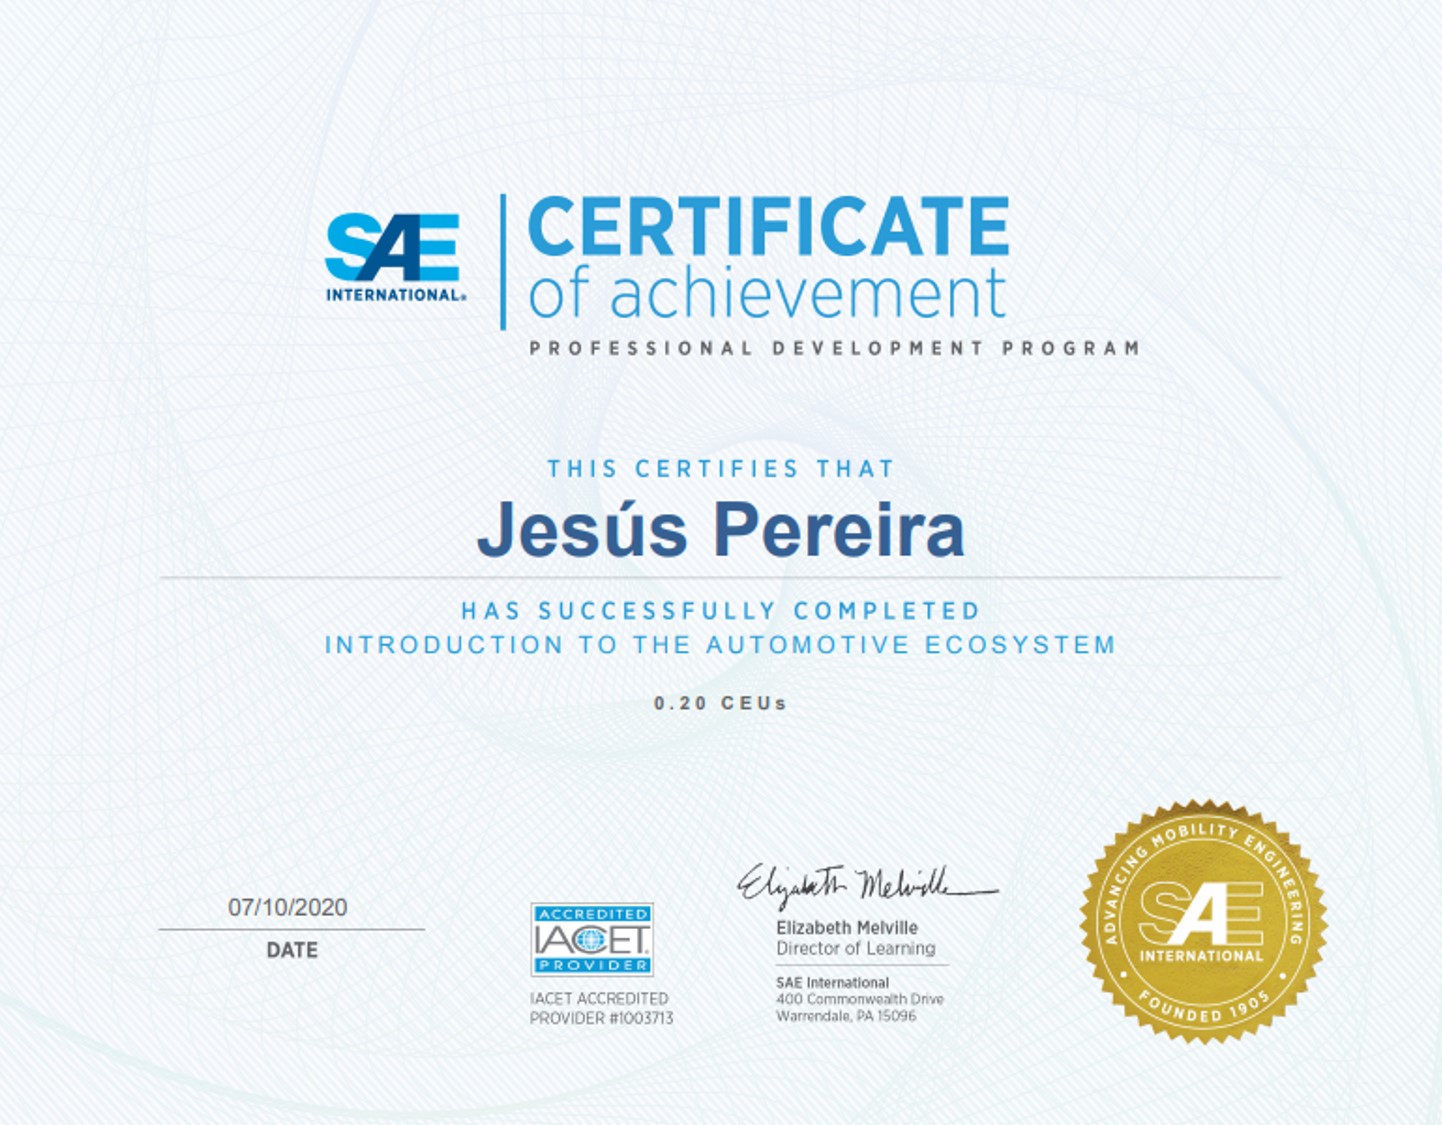 SAE
INTERNATIONAL®
CERTIFICATE
of achievement
PROFESSIONAL DEVELOPMENT PROGRAM
THIS CERTIFIES THAT
Jesús Pereira
HAS SUCCESSFULLY COMPLETED
INTRODUCTION TO THE AUTOMOTIVE ECOSYSTEM
0.20 CEUs
07/10/2020
DATE
ACCREDITED
IACET®
PROVIDER
IACET ACCREDITED
PROVIDER #1003713
Elizabeth Melville
Elizabeth Melville
Director of Learning
SAE International
400 Commonwealth Drive
Warrendale, PA 15096
ADVANCING MOBILITY ENGINEERING
SAE
INTERNATIONAL
• FOUNDED 1905 •